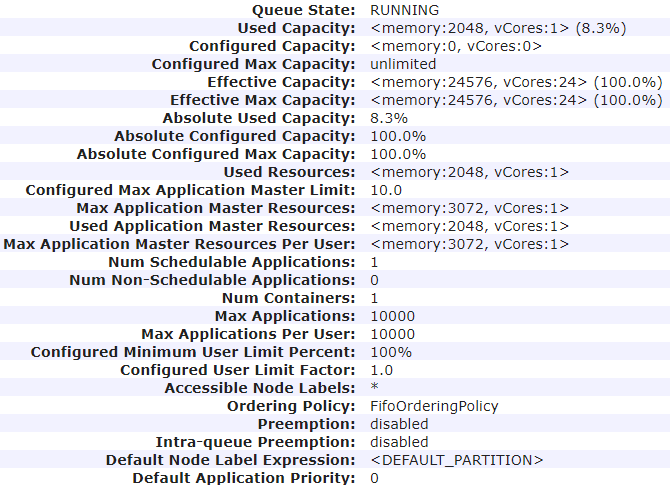 Queue State: RUNNING
Used Capacity: <memory:2048, vCores:1> (8.3%)
Configured Capacity: <memory:0, vCores:0>
Configured Max Capacity: unlimited
Effective Capacity: <memory:24576, vCores:24> (100.0%)
Effective Max Capacity: <memory:24576, vCores:24> (100.0%)
Absolute Used Capacity: 8.3%
Absolute Configured Capacity: 100.0%
Absolute Configured Max Capacity: 100.0%
Used Resources: <memory:2048, vCores:1>
Configured Max Application Master Limit: 10.0
Max Application Master Resources: <memory:3072, vCores:1>
Used Application Master Resources: <memory:2048, vCores:1>
Max Application Master Resources Per User: <memory:3072, vCores:1>
Num Schedulable Applications: 1
Num Non-Schedulable Applications: 0
Num Containers: 1
Max Applications: 10000
Max Applications Per User: 10000
Configured Minimum User Limit Percent: 100%
Configured User Limit Factor: 1.0
Accessible Node Labels: *
Ordering Policy: FifoOrderingPolicy
Preemption: disabled
Intra-queue Preemption: disabled
Default Node Label Expression: <DEFAULT_PARTITION>
Default Application Priority: 0